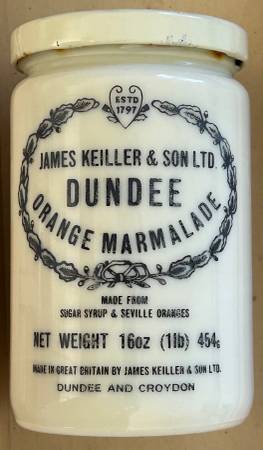 ESTD
1797
JAMES KEILLER & SON LTD.
DUNDEE
ORANGE MARMALADE
MADE FROM
SUGAR SYRUP & SEVILLE ORANGES
NET WEIGHT 16oz (1lb) 454g
MADE IN GREAT BRITAIN BY JAMES KEILLER & SON LTD.
DUNDEE AND CROYDON